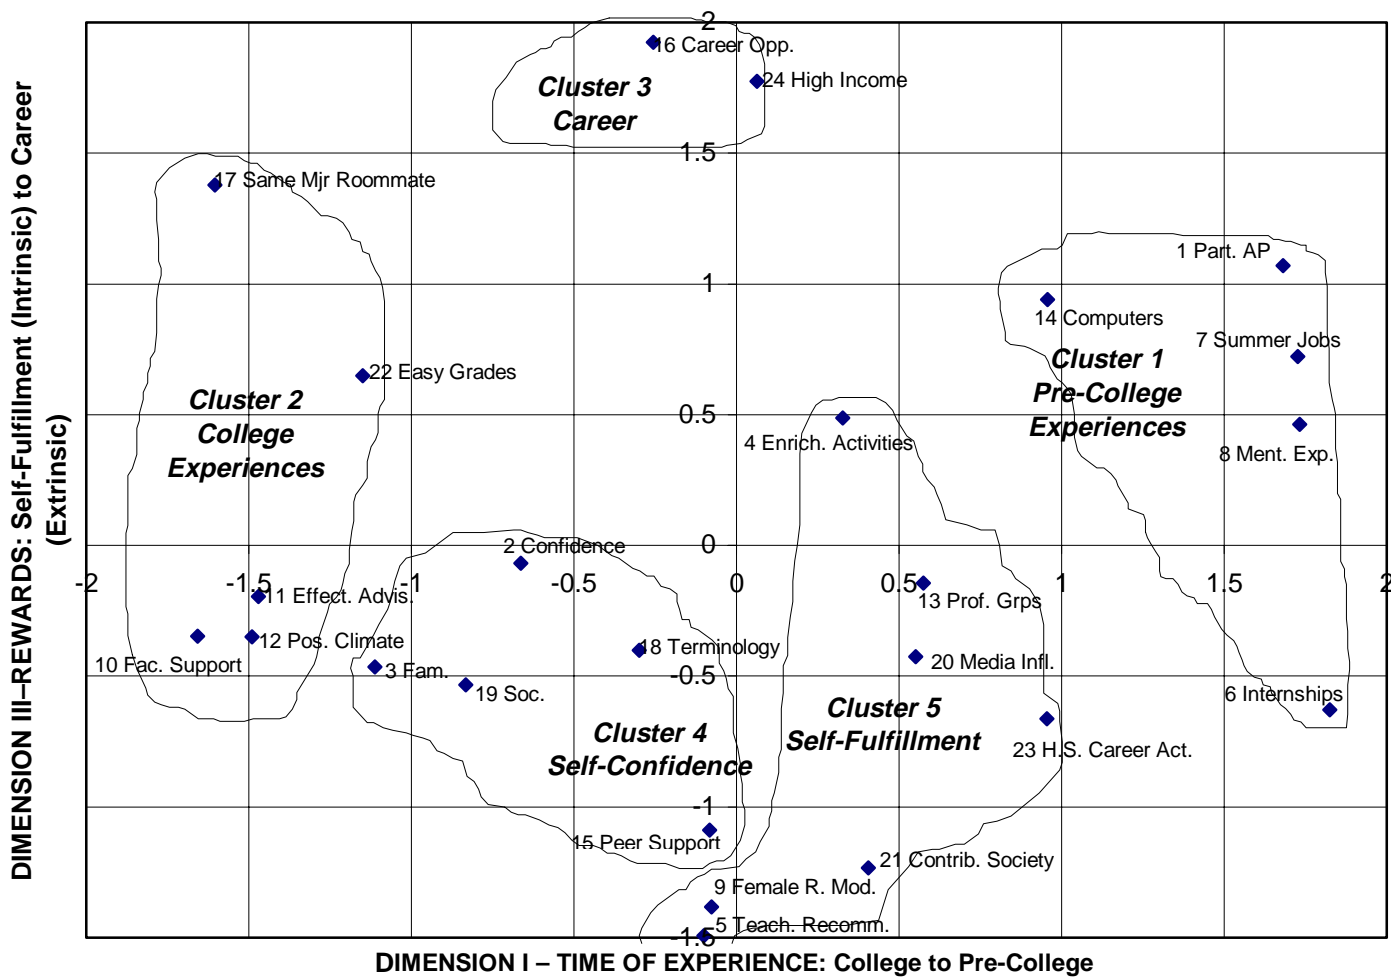 2
16 Career Opp.
24 High Income
Cluster 3
Career
1.5
17 Same Mjr Roommate
1 Part. AP
1
14 Computers
7 Summer Jobs
Cluster 1
Pre-College
Experiences
22 Easy Grades
Cluster 2
College
Experiences
0.5
4 Enrich. Activities
8 Ment. Exp.
2 Confidence
0
-2
-1.5
-1
-0.5
0
0.5
1
1.5
2
11 Effect. Advis.
13 Prof. Grps
12 Pos. Climate
18 Terminology
10 Fac. Support
3 Fam.
20 Media Infl.
-0.5
19 Soc.
6 Internships
Cluster 5
Self-Fulfillment
Cluster 4
Self-Confidence
23 H.S. Career Act.
-1
15 Peer Support
21 Contrib. Society
9 Female R. Mod.
5 Teach. Recomm.
-1.5
DIMENSION III–REWARDS: Self-Fulfillment (Intrinsic) to Career
(Extrinsic)
DIMENSION I – TIME OF EXPERIENCE: College to Pre-College